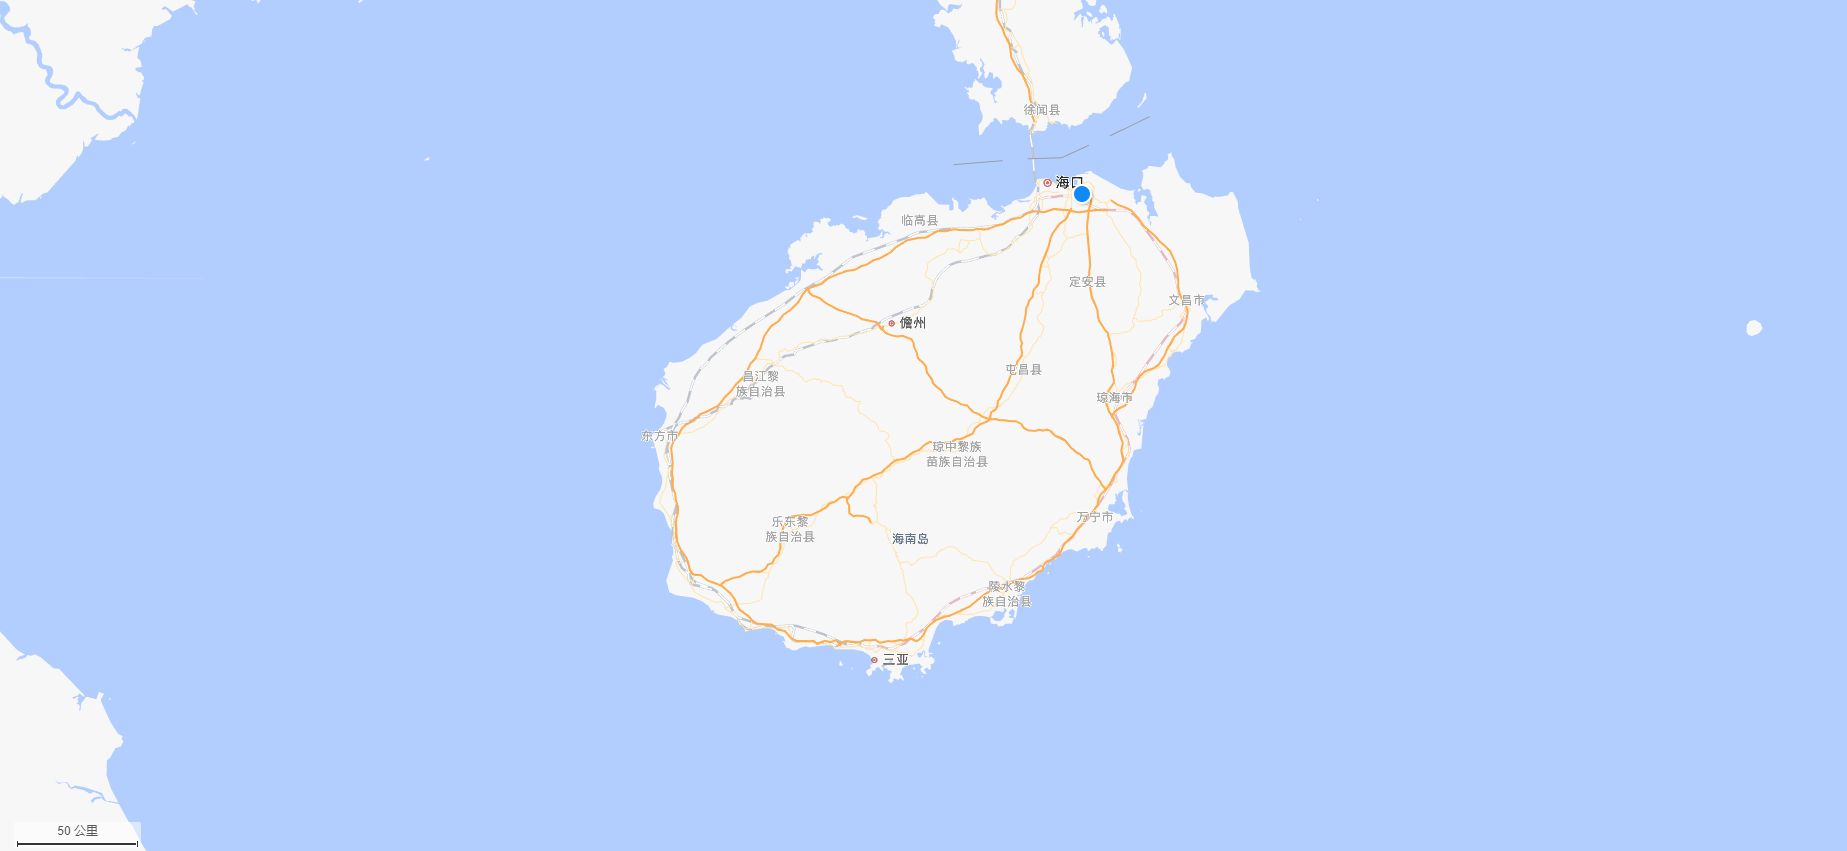 徐闻县
海口
临高县
定安县
文昌市
儋州
屯昌县
昌江黎
族自治县
琼海市
东方市
琼中黎族
苗族自治县
万宁市
乐东黎
族自治县
海南岛
陵水黎
族自治县
三亚
50 公里